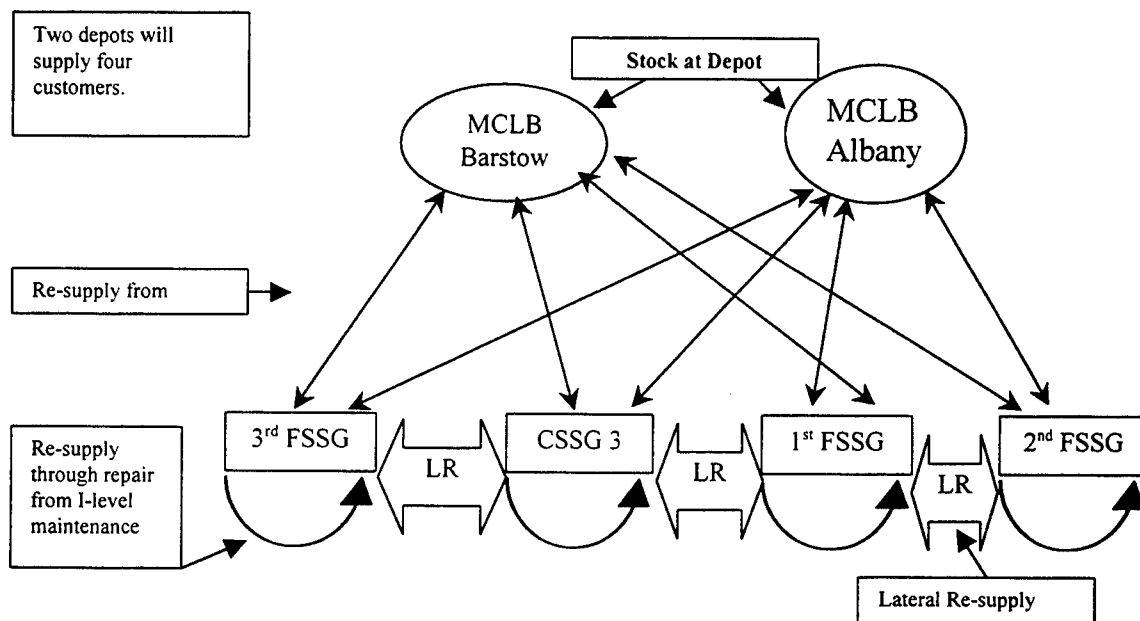 Two depots will
supply four
customers.
Stock at Depot
MCLB
Barstow
MCLB
Albany
Re-supply from
3rd FSSG
CSSG 3
1st FSSG
2nd FSSG
LR
LR
LR
Re-supply
through repair
from I-level
maintenance
Lateral Re-supply